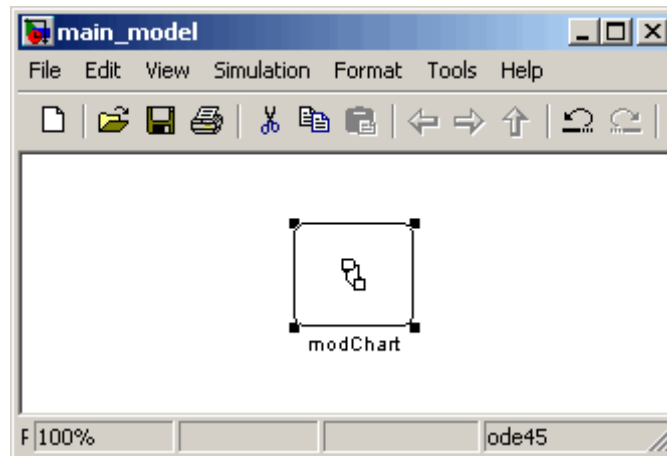 main_model
File Edit View Simulation Format Tools Help
modChart
F 100% ode45